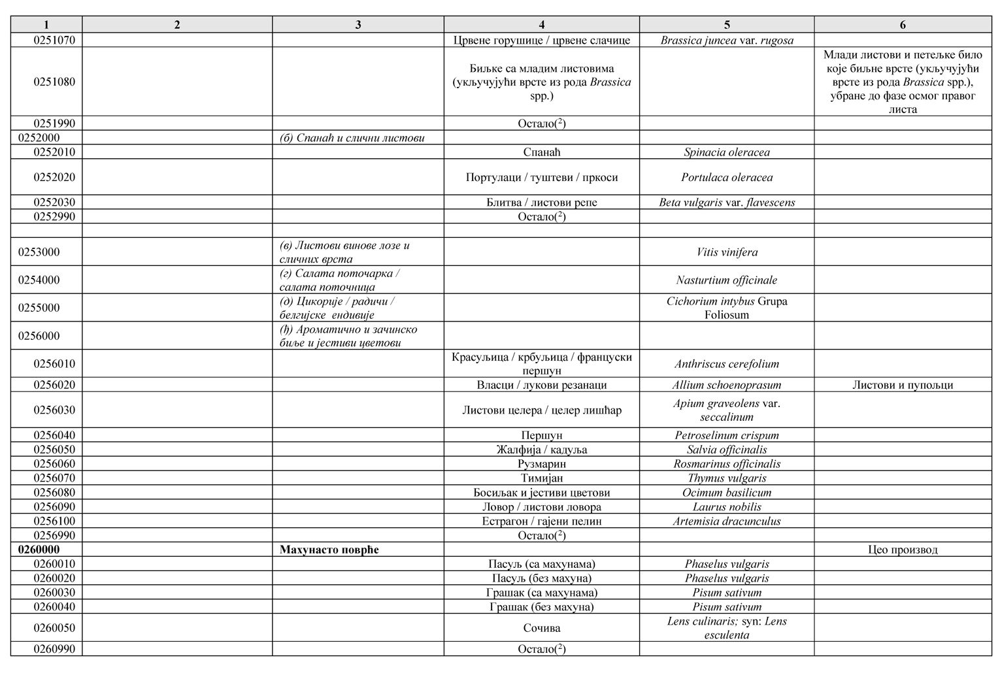 1 2 3 4 5 6
0251070 Црвене горушице / црвене слачице Brassica juncea var. rugosa
0251080 Биљке са младим листовима (укључујући врсте из рода Brassica spp.) Млади листови и петељке било које биљне врсте (укључујући врсте из рода Brassica spp.), убране до фазе осмог правог листа
0251990 Остало(2)
0252000 (б) Спанаћ и слични листови
0252010 Спанаћ Spinacia oleracea
0252020 Портулаци / туштеви / пркоси Portulaca oleracea
0252030 Блитва / листови репе Beta vulgaris var. flavescens
0252990 Остало(2)
0253000 (в) Листови винове лозе и сличних врста Vitis vinifera
0254000 (г) Салата поточарка / салата поточница Nasturtium officinale
0255000 (д) Цикорије / радичи / белгијске ендивије Cichorium intybus Grupa Foliosum
0256000 (ђ) Ароматично и зачинско биље и јестиви цветови
0256010 Красуљица / крбуљица / француски першун Anthriscus cerefolium
0256020 Власци / лукови резанаци Allium schoenoprasum Листови и пупољци
0256030 Листови целера / целер лишћар Apium graveolens var. seccalinum
0256040 Першун Petroselinum crispum
0256050 Жалфија / кадуља Salvia officinalis
0256060 Рузмарин Rosmarinus officinalis
0256070 Тимијан Thymus vulgaris
0256080 Босиљак и јестиви цветови Ocimum basilicum
0256090 Ловор / листови ловора Laurus nobilis
0256100 Естрагон / гајени пелин Artemisia dracunculus
0256990 Остало(2)
0260000 Махунасто поврће Цео производ
0260010 Пасуљ (са махунама) Phaselus vulgaris
0260020 Пасуљ (без махуна) Phaselus vulgaris
0260030 Грашак (са махунама) Pisum sativum
0260040 Грашак (без махуна) Pisum sativum
0260050 Сочива Lens culinaris; syn: Lens esculenta
0260990 Остало(2)